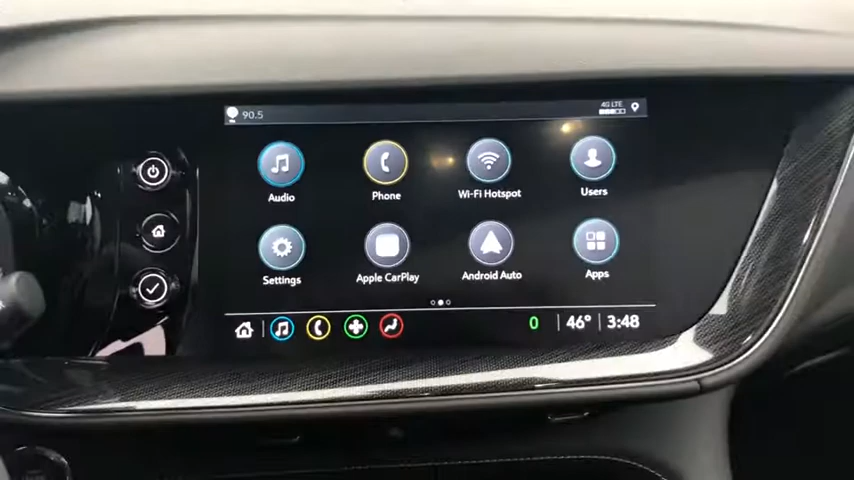 90.5
4G LTE
Audio
Phone
Wi-Fi Hotspot
Users
Settings
Apple CarPlay
Android Auto
Apps
0
46° 3:48